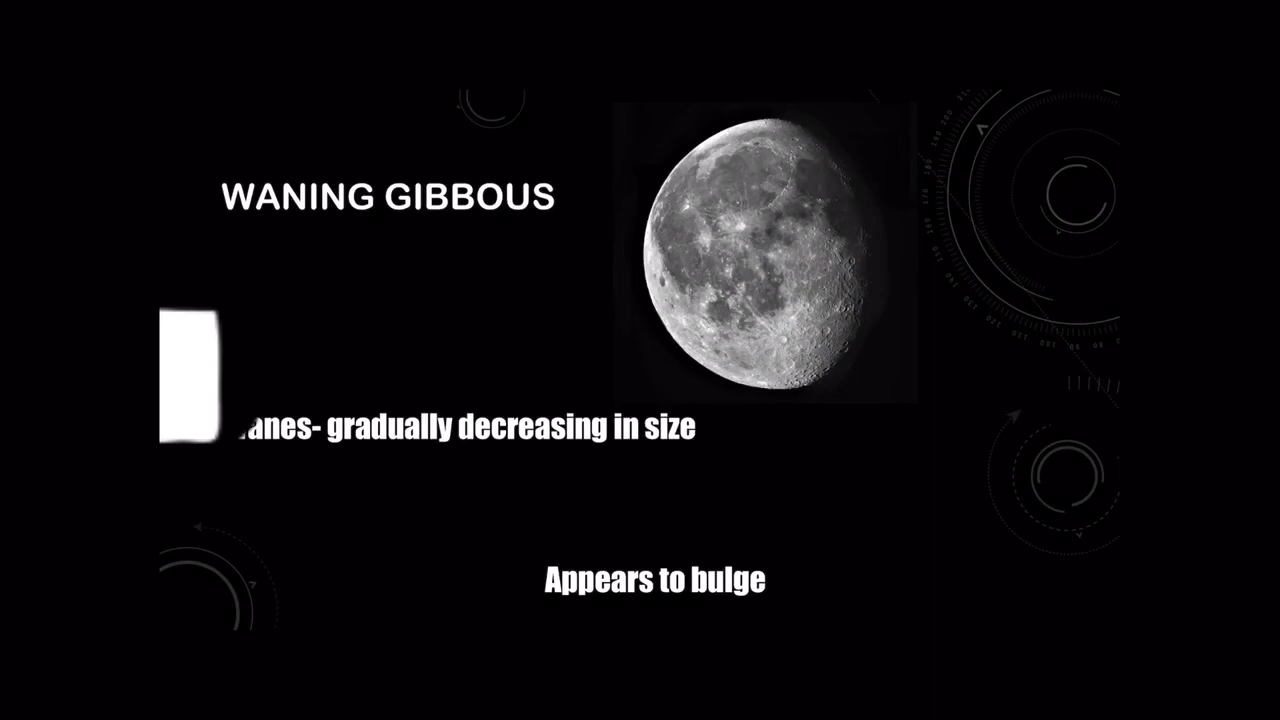 WANING GIBBOUS
anes- gradually decreasing in size
Appears to bulge